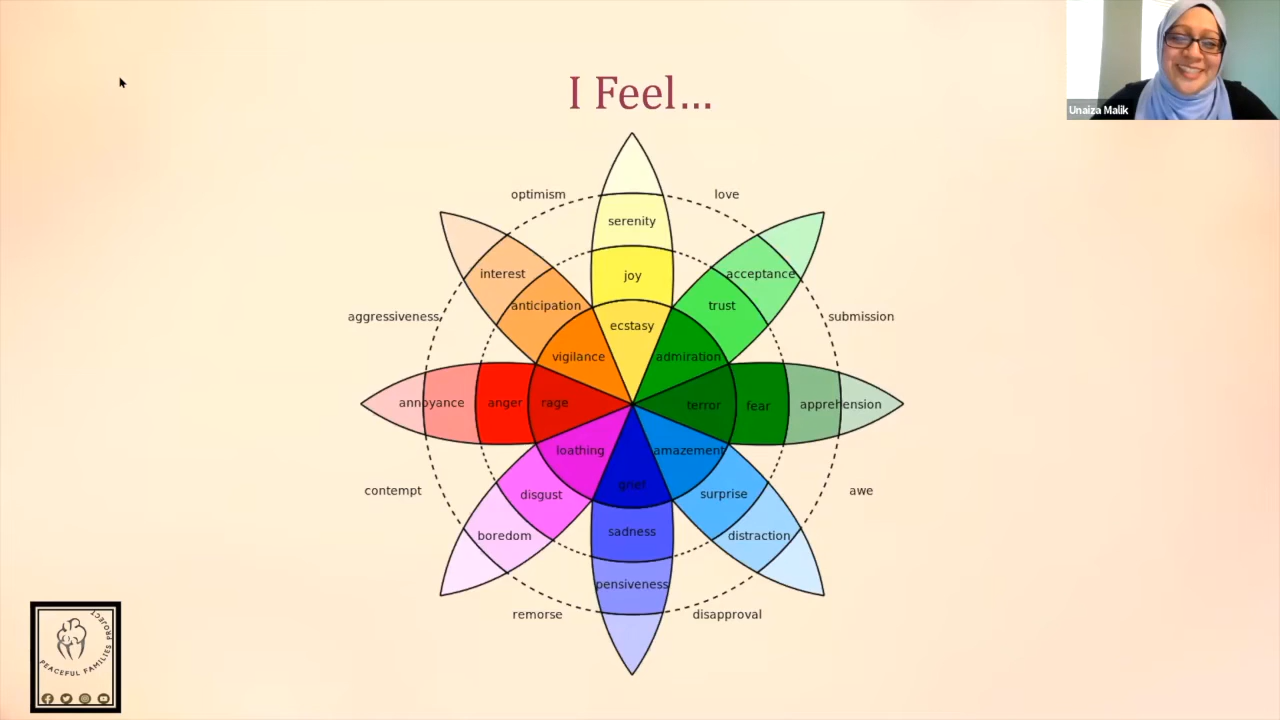 Unaiza Malik
I Feel...
optimism
love
serenity
interest
acceptance
joy
anticipation
trust
aggressiveness
submission
ecstasy
vigilance
admiration
annoyance
anger
rage
terror
fear
apprehension
loathing
amazement
contempt
grief
awe
disgust
surprise
boredom
sadness
distraction
pensiveness
remorse
disapproval
PEACEFUL FAMILIES PROJECT